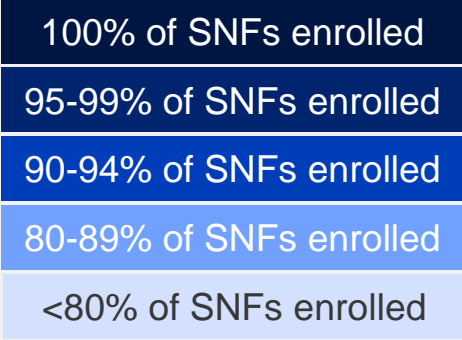 100% of SNFs enrolled
95-99% of SNFs enrolled
90-94% of SNFs enrolled
80-89% of SNFs enrolled
<80% of SNFs enrolled